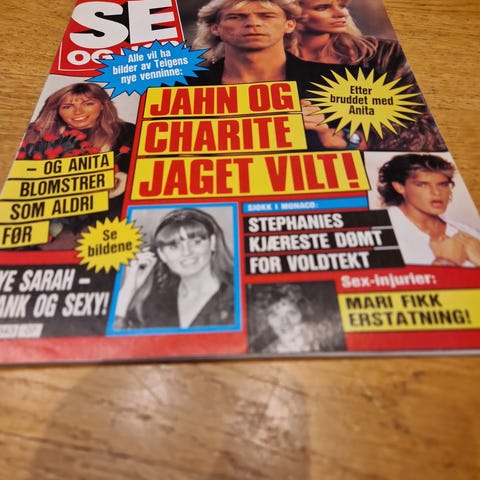 SE
OG
Alle vil ha
bilder av Teigens
nye venninne:
Etter
bruddet med
Anita
JAHN OG
CHARITE
JAGET VILT!
- OG ANITA
BLOMSTRER
SOM ALDRI
FØR
Se
bildene
SJOKK I MONACO:
STEPHANIES
KJÆRESTE DØMT
FOR VOLDTEKT
YE SARAH -
ANK OG SEXY!
Sex-injurier:
MARI FIKK
ERSTATNING!